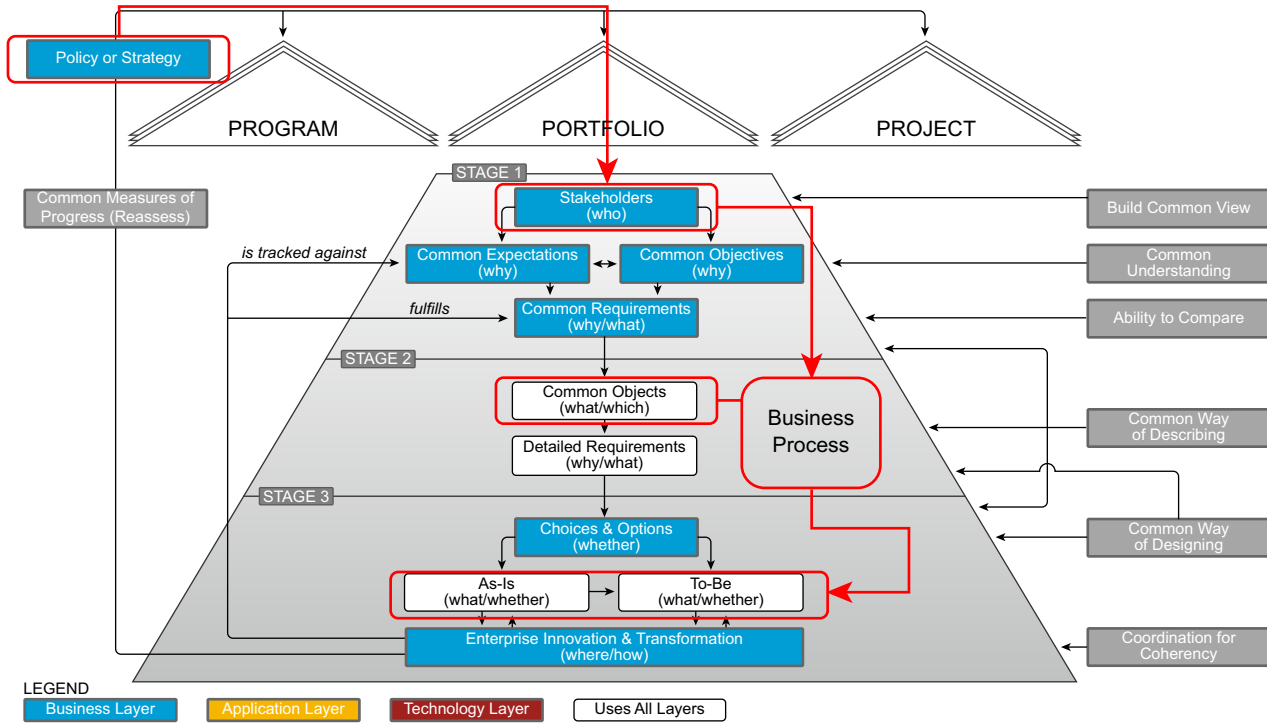 Policy or Strategy
PROGRAM
PORTFOLIO
PROJECT
STAGE 1
Common Measures of
Progress (Reassess)
Stakeholders
(who)
Build Common View
is tracked against
Common Expectations
(why)
Common Objectives
(why)
Common
Understanding
fulfills
Common Requirements
(why/what)
Ability to Compare
STAGE 2
Common Objects
(what/which)
Business
Process
Common Way
of Describing
Detailed Requirements
(why/what)
STAGE 3
Choices & Options
(whether)
Common Way
of Designing
As-Is
(what/whether)
To-Be
(what/whether)
Enterprise Innovation & Transformation
(where/how)
Coordination for
Coherency
LEGEND
Business Layer
Application Layer
Technology Layer
Uses All Layers